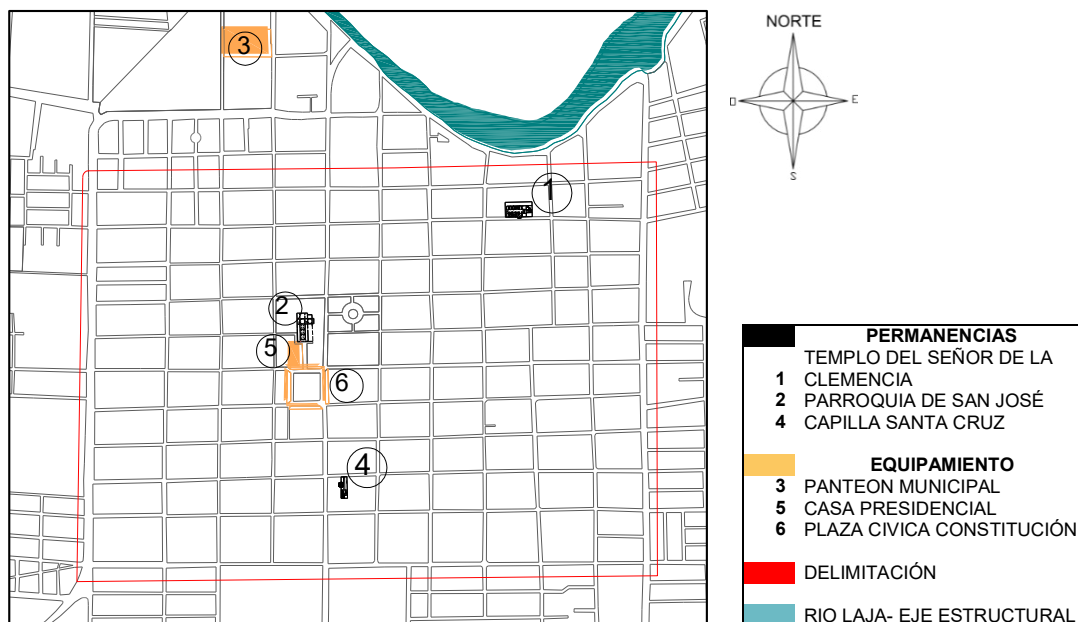 NORTE
O
E
S
3
1
2
5
6
4
PERMANENCIAS
TEMPLO DEL SEÑOR DE LA
1 CLEMENCIA
2 PARROQUIA DE SAN JOSÉ
4 CAPILLA SANTA CRUZ
EQUIPAMIENTO
3 PANTEON MUNICIPAL
5 CASA PRESIDENCIAL
6 PLAZA CIVICA CONSTITUCIÓN
DELIMITACIÓN
RIO LAJA- EJE ESTRUCTURAL